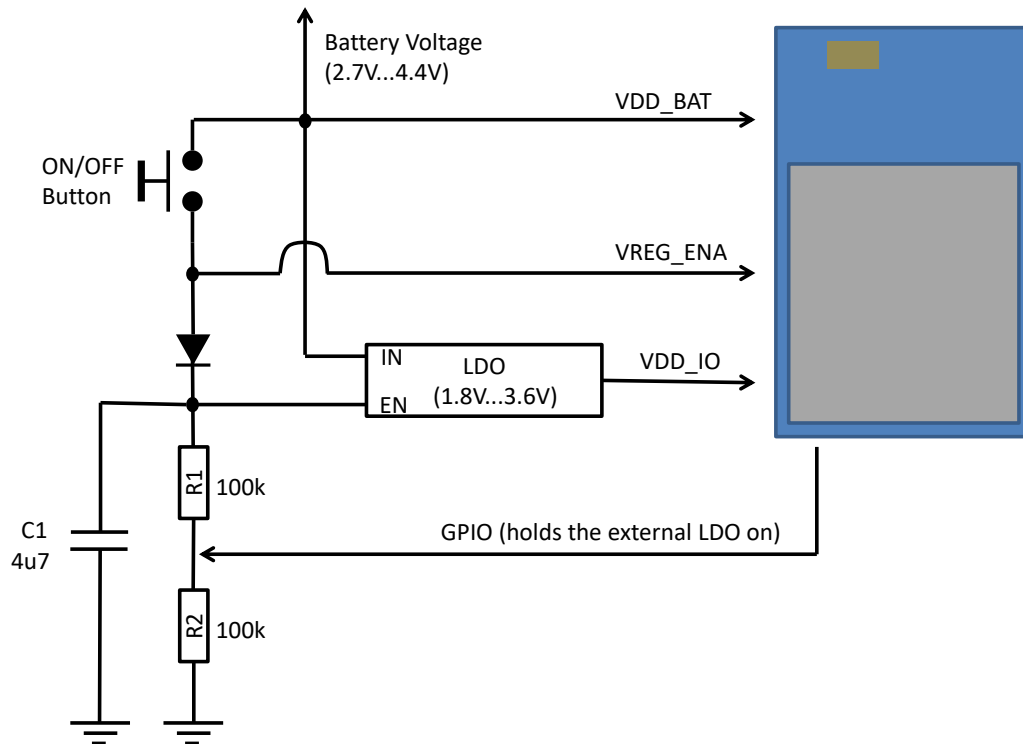 Battery Voltage
(2.7V...4.4V)
VDD_BAT
ON/OFF
Button
VREG_ENA
IN
LDO
(1.8V...3.6V)
EN
VDD_IO
R1
100k
C1
4u7
GPIO (holds the external LDO on)
R2
100k